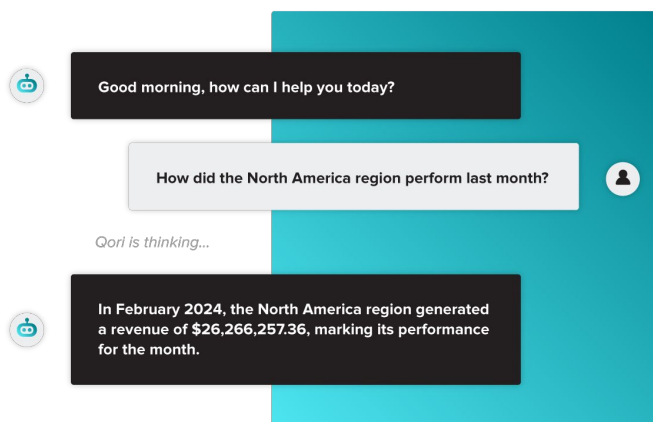 Good morning, how can I help you today?
How did the North America region perform last month?
Qori is thinking...
In February 2024, the North America region generated
a revenue of $26,266,257.36, marking its performance
for the month.